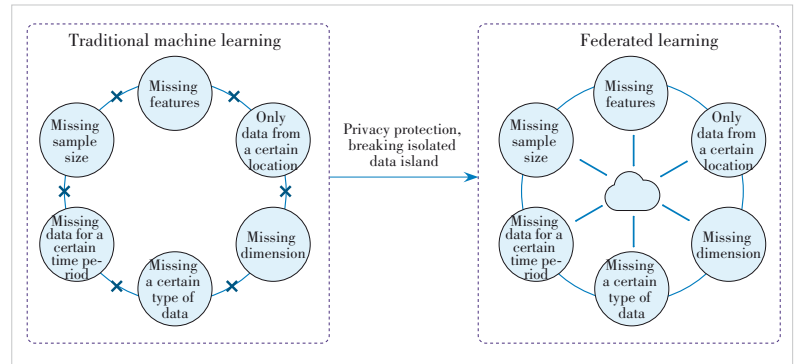 Traditional machine learning
Missing
features
Missing
sample
size
Only
data from
a certain
location
Missing
data for a
certain
time pe-
riod
Missing
a certain
type of
data
Missing
dimension
Privacy protection,
breaking isolated
data island
Federated learning
Missing
features
Missing
sample
size
Only
data from
a certain
location
Missing
data for a
certain
time pe-
riod
Missing
a certain
type of
data
Missing
dimension